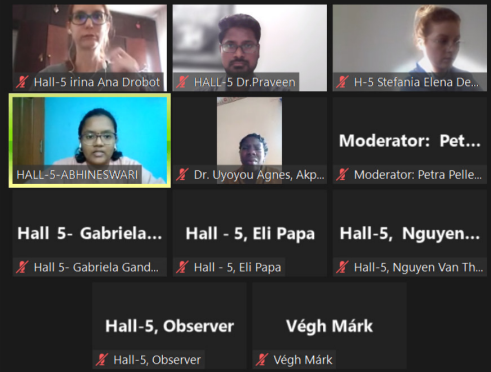 Hall-5 irina Ana Drobot
HALL-5 Dr.Praveen
H-5 Stefania Elena De...
HALL-5-ABHINESWARI
Dr. Uyoyou Agnes, Akp...
Moderator: Pet...
Moderator: Petra Pelle...
Hall 5- Gabriela...
Hall 5- Gabriela Gand...
Hall - 5, Eli Papa
Hall - 5, Eli Papa
Hall-5, Nguyen...
Hall-5, Nguyen Van Th...
Hall-5, Observer
Hall-5, Observer
Végh Márk
Végh Márk